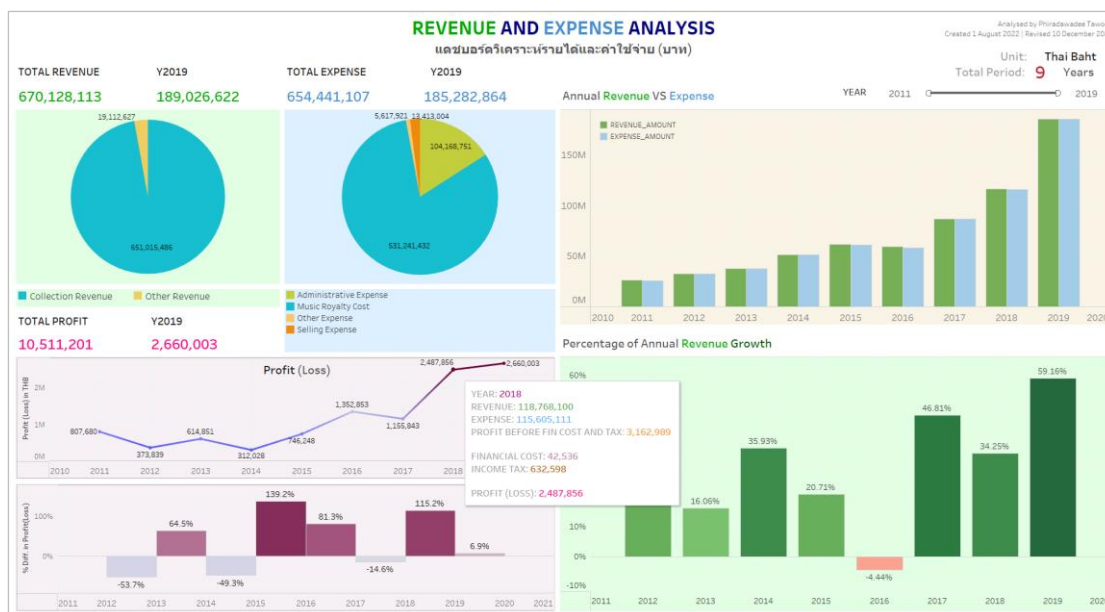 REVENUE AND EXPENSE ANALYSIS
แดชบอร์ดวิเคราะห์รายได้และค่าใช้จ่าย (บาท)
Analysed by Phiradawadee Tawo
Created 1 August 2022 | Revised 10 December 20
Unit: Thai Baht
Total Period: 9 Years
TOTAL REVENUE Y2019
670,128,113 189,026,622
TOTAL EXPENSE Y2019
654,441,107 185,282,864
19,112,627
651,015,486
Collection Revenue Other Revenue
5,617,921 13,413,004
104,168,751
531,241,432
Administrative Expense
Music Royalty Cost
Other Expense
Selling Expense
Annual Revenue VS Expense
YEAR 2011 2019
REVENUE_AMOUNT
EXPENSE_AMOUNT
150M
100M
50M
0M
2010 2011 2012 2013 2014 2015 2016 2017 2018 2019 2020
TOTAL PROFIT Y2019
10,511,201 2,660,003
Profit (Loss)
Profit (Loss) in THB
2M
1M
0M
807,680
373,839
614,851
312,028
746,248
1,352,853
1,155,843
2,487,856
2,660,003
2010 2011 2012 2013 2014 2015 2016 2017 2018
YEAR: 2018
REVENUE: 118,768,100
EXPENSE: 115,605,111
PROFIT BEFORE FIN COST AND TAX: 3,162,989
FINANCIAL COST: 42,536
INCOME TAX: 632,598
PROFIT (LOSS): 2,487,856
% Diff. in Profit(Loss)
100%
0%
-53.7%
64.5%
-49.3%
139.2%
81.3%
-14.6%
115.2%
6.9%
2011 2012 2013 2014 2015 2016 2017 2018 2019 2020 2021
Percentage of Annual Revenue Growth
60%
10%
0%
-10%
16.06%
35.93%
20.71%
-4.44%
46.81%
34.25%
59.16%
2011 2012 2013 2014 2015 2016 2017 2018 2019 2020